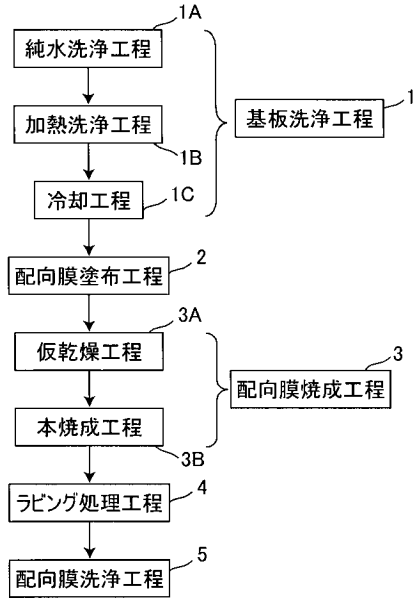 1A
純水洗浄工程
1
加熱洗浄工程
基板洗浄工程
1B
1C
冷却工程
2
配向膜塗布工程
3A
仮乾燥工程
3
配向膜焼成工程
本焼成工程
3B
4
ラビング処理工程
5
配向膜洗浄工程